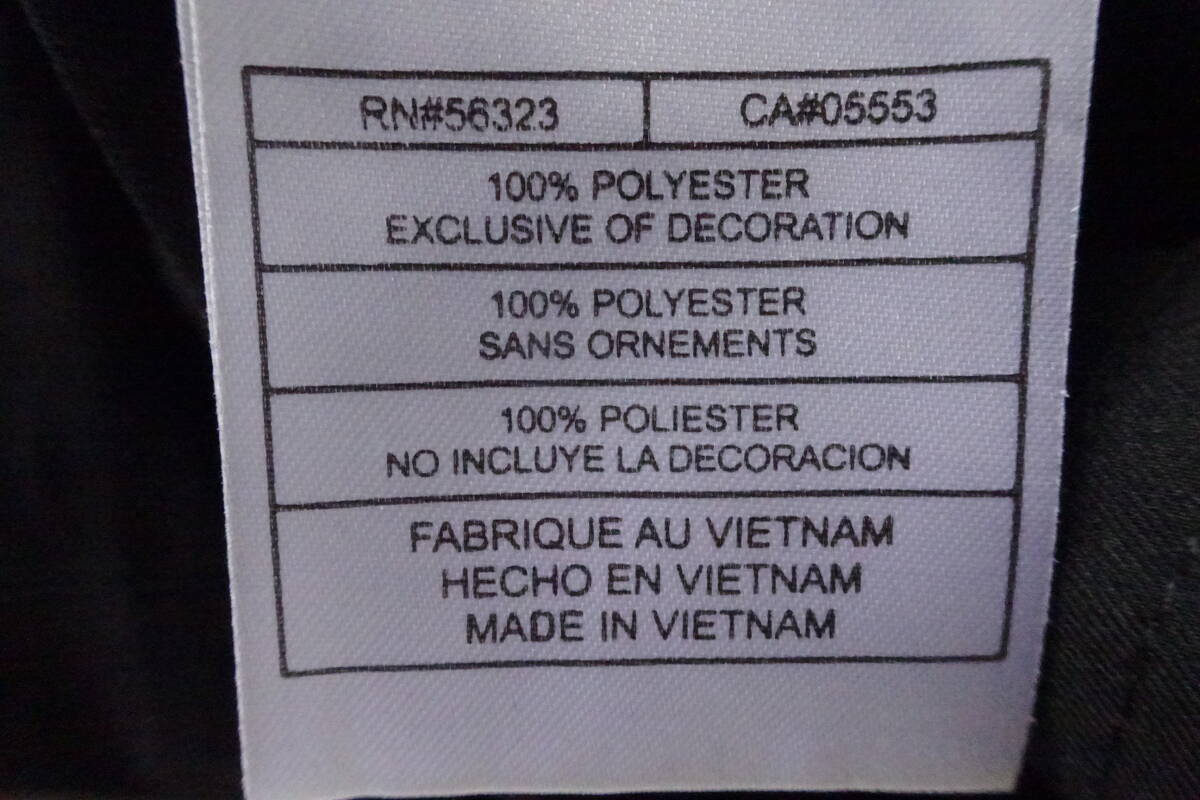 RN#56323 CA#05553
100% POLYESTER
EXCLUSIVE OF DECORATION
100% POLYESTER
SANS ORNEMENTS
100% POLIESTER
NO INCLUYE LA DECORACION
FABRIQUE AU VIETNAM
HECHO EN VIETNAM
MADE IN VIETNAM